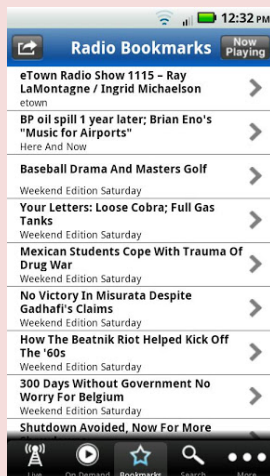 12:32 PM
Radio Bookmarks
Now
Playing
eTown Radio Show 1115 – Ray
LaMontagne / Ingrid Michaelson
etown
BP oil spill 1 year later; Brian Eno's
"Music for Airports"
Here And Now
Baseball Drama And Masters Golf
Weekend Edition Saturday
Your Letters: Loose Cobra; Full Gas
Tanks
Weekend Edition Saturday
Mexican Students Cope With Trauma Of
Drug War
Weekend Edition Saturday
No Victory In Misurata Despite
Gadhafi's Claims
Weekend Edition Saturday
How The Beatnik Riot Helped Kick Off
The '60s
Weekend Edition Saturday
300 Days Without Government No
Worry For Belgium
Weekend Edition Saturday
Shutdown Avoided, Now For More
Live On Demand Bookmarks Search More